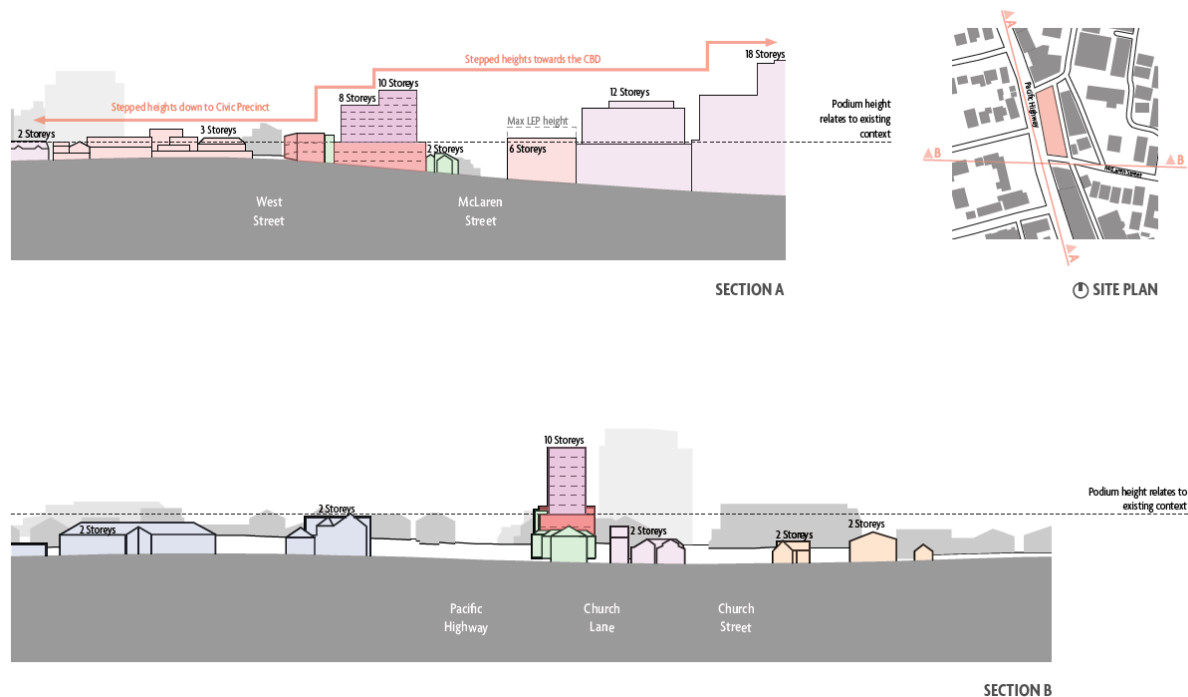 18 Storeys
Stepped heights towards the CBD
10 Storeys
8 Storeys
12 Storeys
Stepped heights down to Civic Precinct
Podium height
relates to existing
context
Max LEP height
2 Storeys
3 Storeys
2 Storeys
6 Storeys
West
Street
McLaren
Street
SECTION A
A
Pacific Highway
B
B
McLaren Street
A
SITE PLAN
10 Storeys
Podium height relates to
existing context
2 Storeys
2 Storeys
2 Storeys
2 Storeys
2 Storeys
Pacific
Highway
Church
Lane
Church
Street
SECTION B